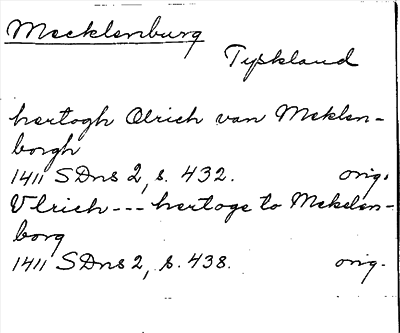 Mecklenburg
Tyskland
hertogh Olrich van Meklen-
borgh
1411 SDns 2, s. 432. orig.
Vlrich --- hertoge to Mekelen-
borg
1411 SDns 2, s. 438. orig.